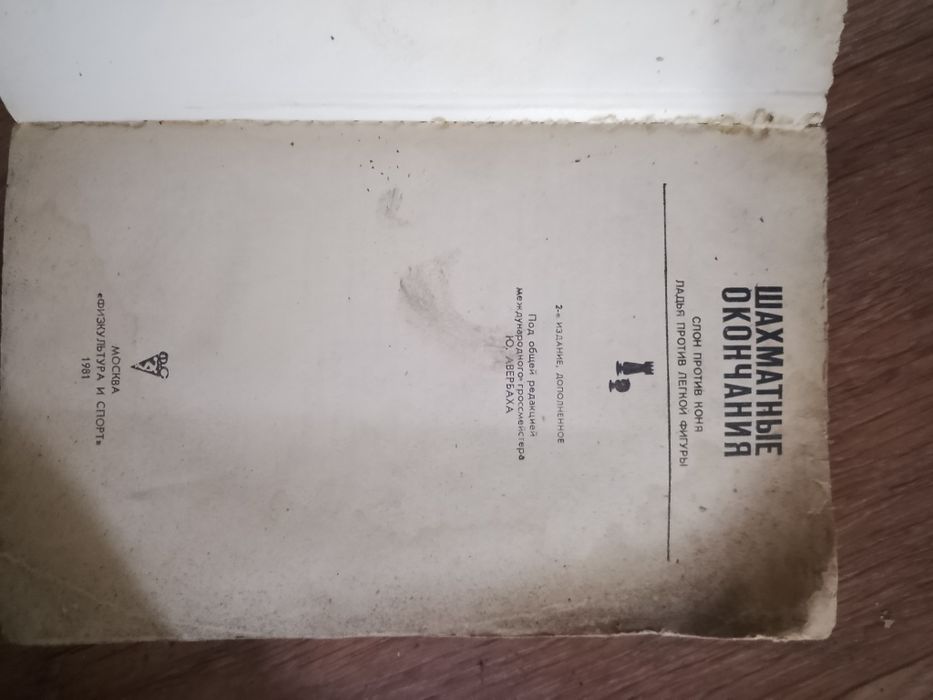 ШАХМАТНЫЕ
ОКОНЧАНИЯ
СЛОН ПРОТИВ КОНЯ
ЛАДЬЯ ПРОТИВ ЛЕГКОЙ ФИГУРЫ
2-е ИЗДАНИЕ, ДОПОЛНЕННОЕ
Под общей редакцией
международного гроссмейстера
Ю. АВЕРБАХА
ФиС
МОСКВА
«ФИЗКУЛЬТУРА И СПОРТ»
1981